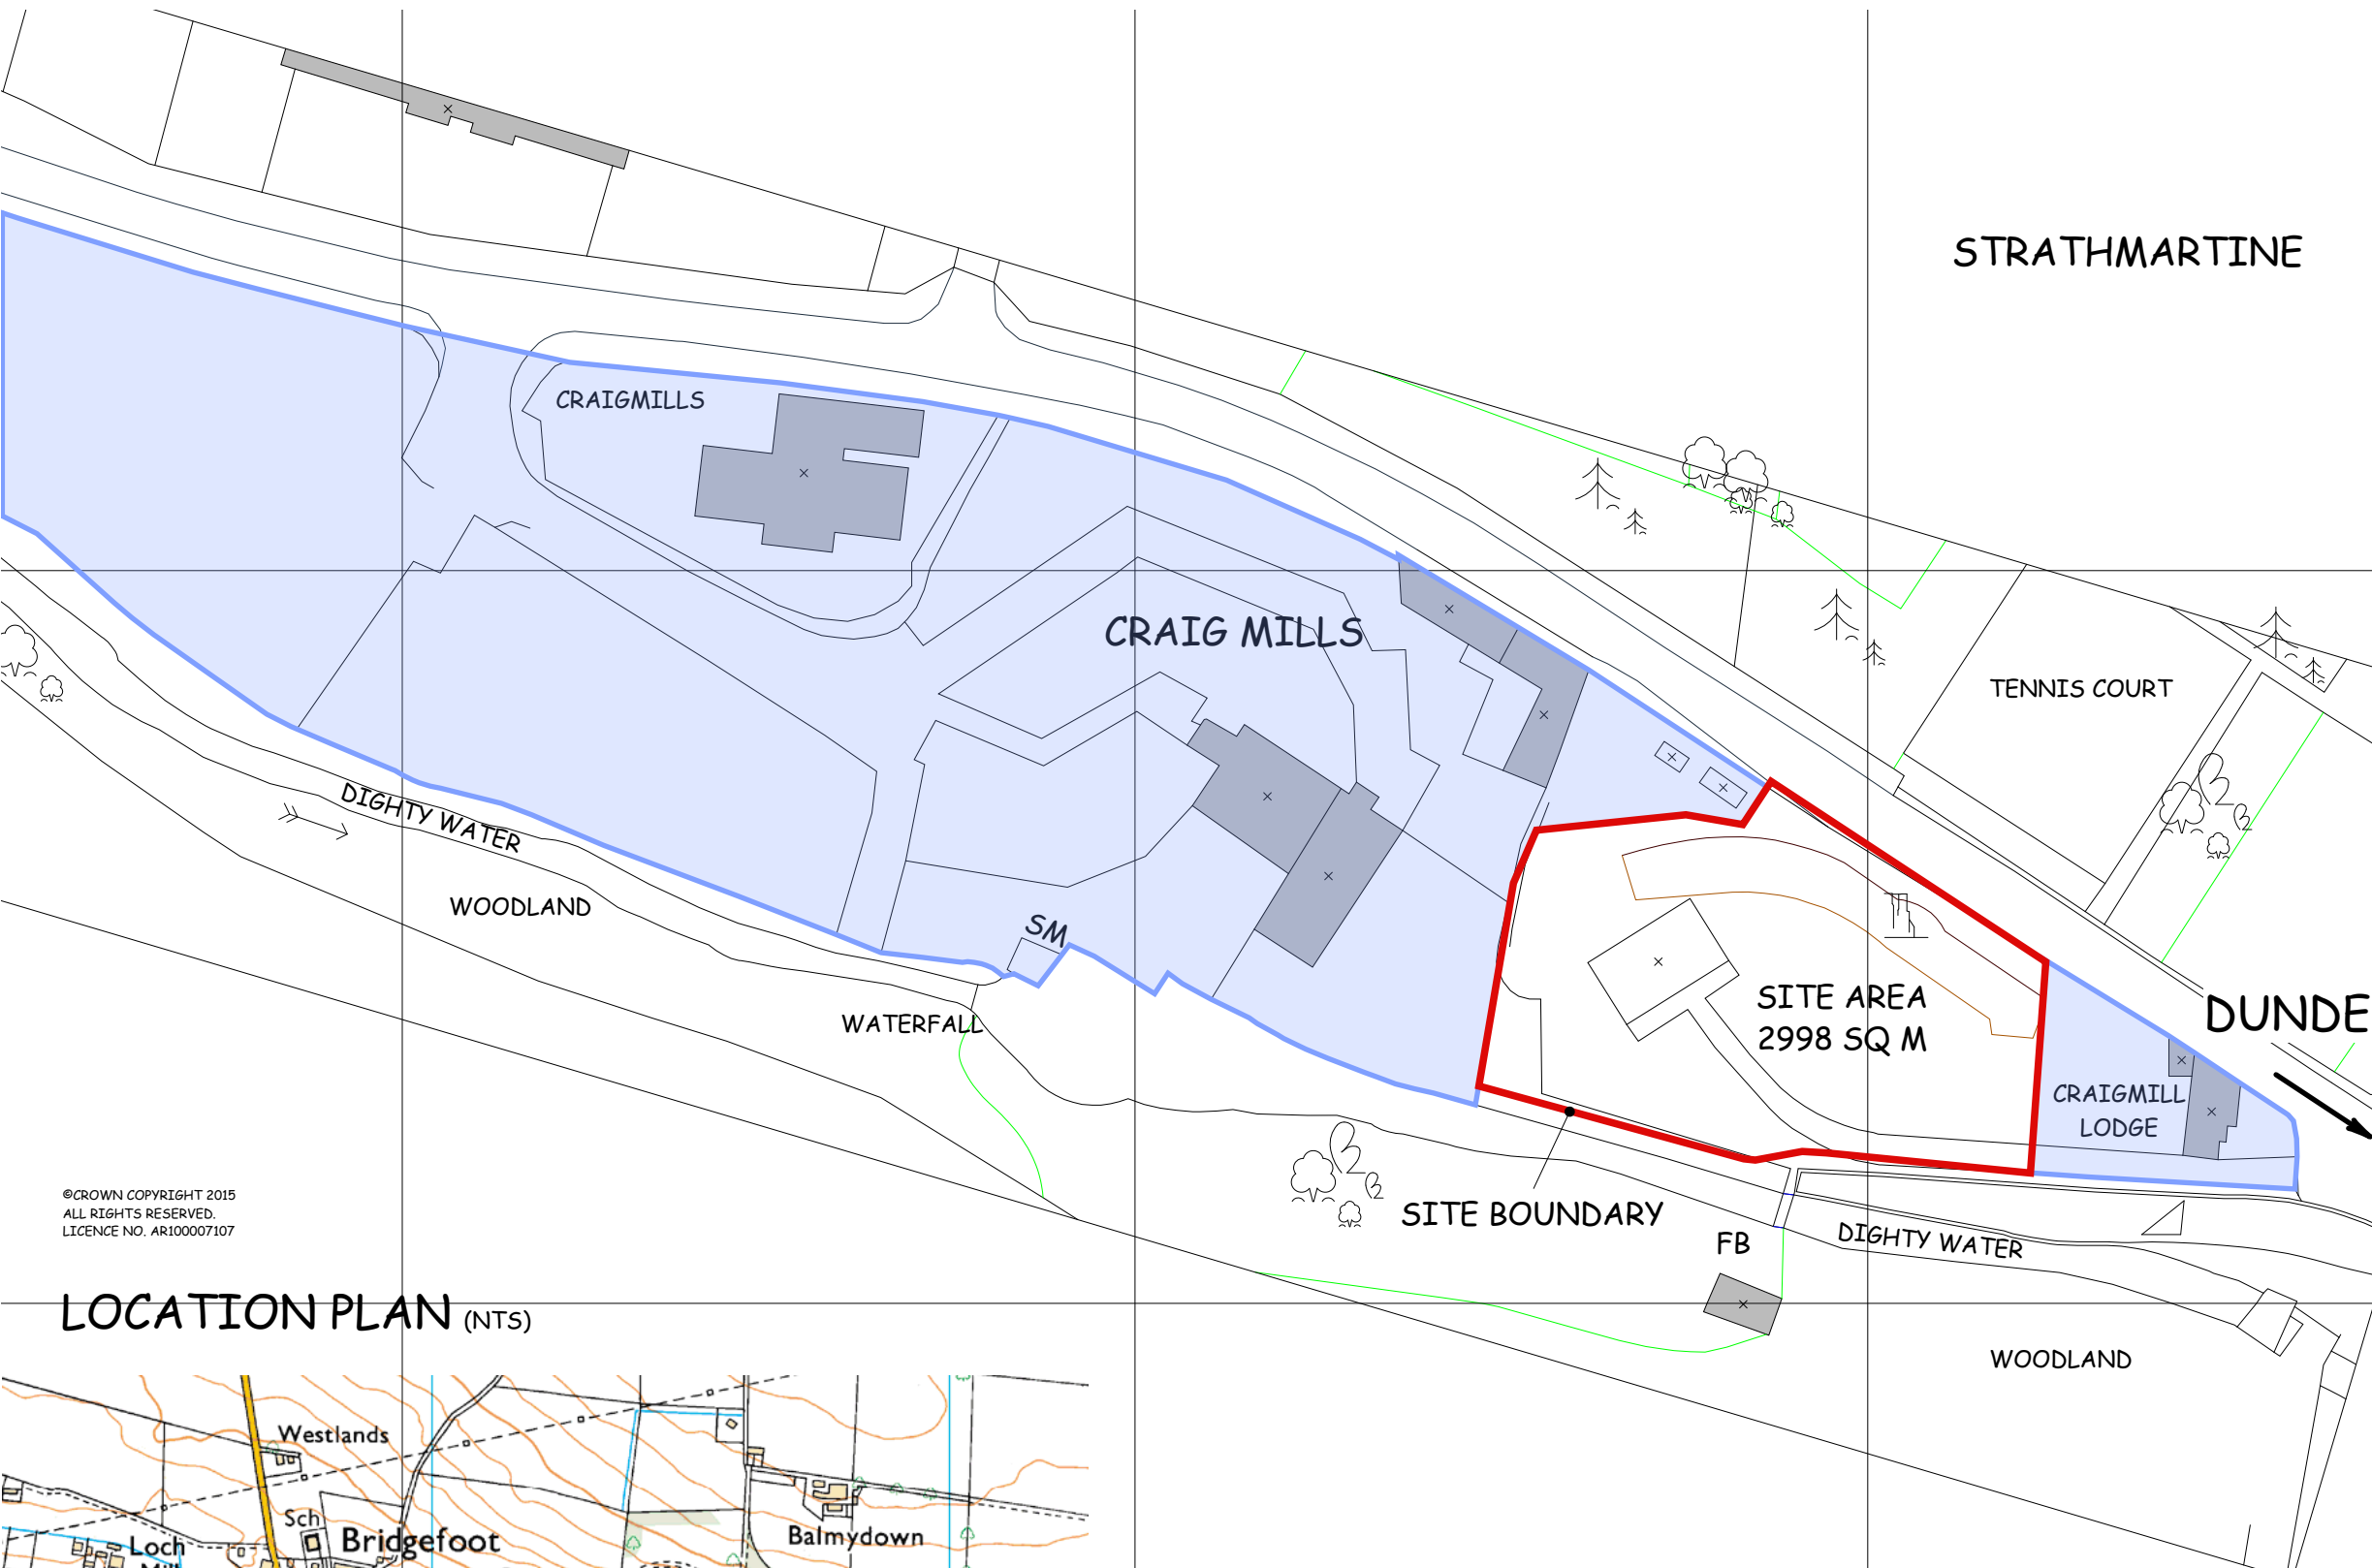 STRATHMARTINE
CRAIGMILLS
CRAIG MILLS
TENNIS COURT
DIGHTY WATER
WOODLAND
SM
WATERFALL
SITE AREA
2998 SQ M
DUNDE
CRAIGMILL
LODGE
©CROWN COPYRIGHT 2015
ALL RIGHTS RESERVED.
LICENCE NO. AR100007107
SITE BOUNDARY
FB
DIGHTY WATER
LOCATION PLAN (NTS)
WOODLAND
Westlands
Sch
Bridgefoot
Loch
Balmydown